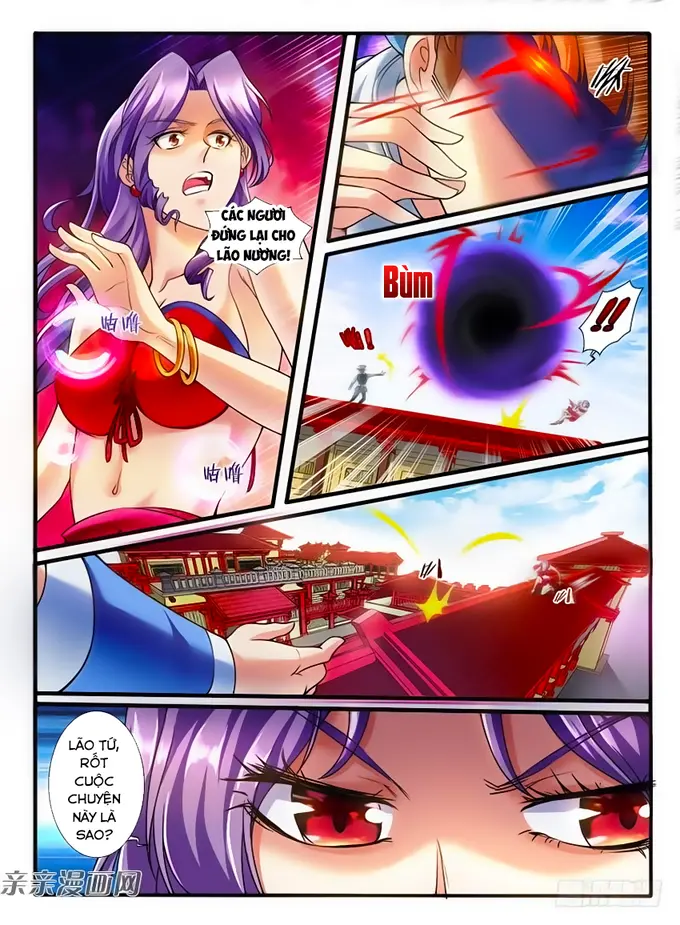 CÁC NGƯƠI
ĐỨNG LẠI CHO
LÃO NƯƠNG!
Bùm
!!
LÃO TỨ,
RỐT
CUỘC
CHUYỆN
NÀY LÀ
SAO?
亲亲漫画网